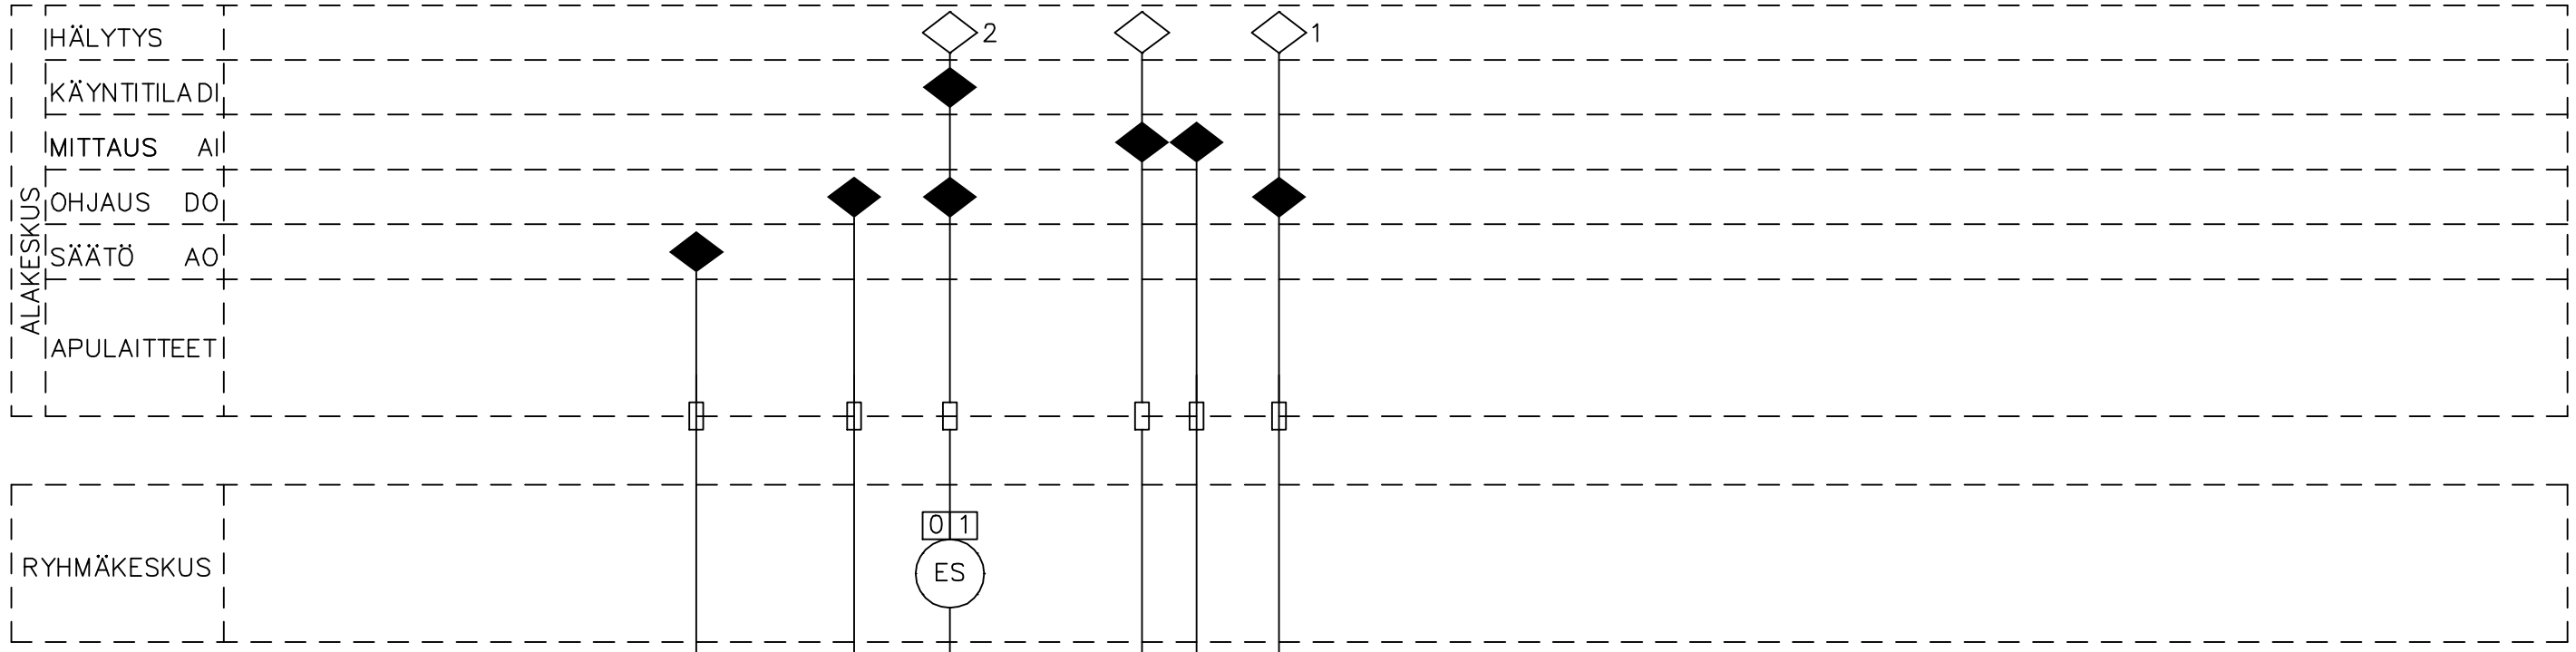 HÄLYTYS 2 1
KÄYNTITILA DI
MITTAUS AI
OHJAUS DO
SÄÄTÖ AO
APULAITTEET
ALAKESKUS
0 1
RYHMÄKESKUS ES